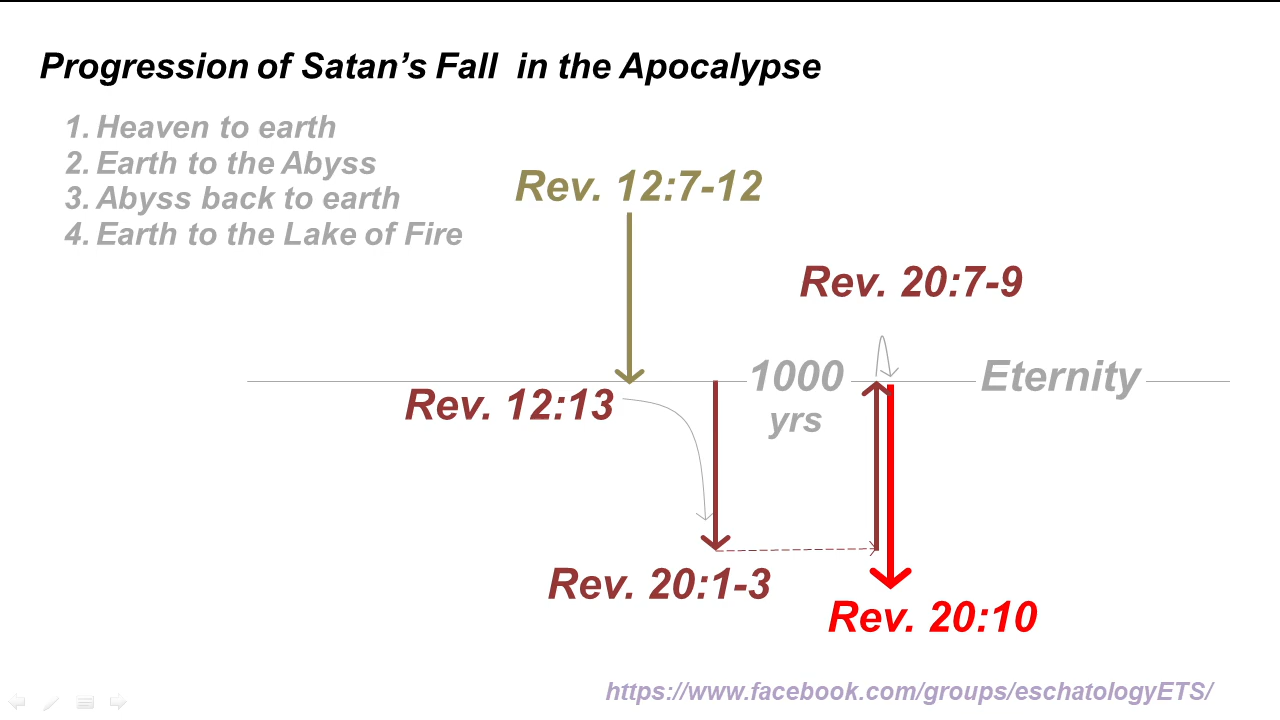 Progression of Satan’s Fall in the Apocalypse
1. Heaven to earth
2. Earth to the Abyss
3. Abyss back to earth
4. Earth to the Lake of Fire
Rev. 12:7-12
Rev. 20:7-9
1000
yrs
Eternity
Rev. 12:13
Rev. 20:1-3
Rev. 20:10
https://www.facebook.com/groups/eschatologyETS/